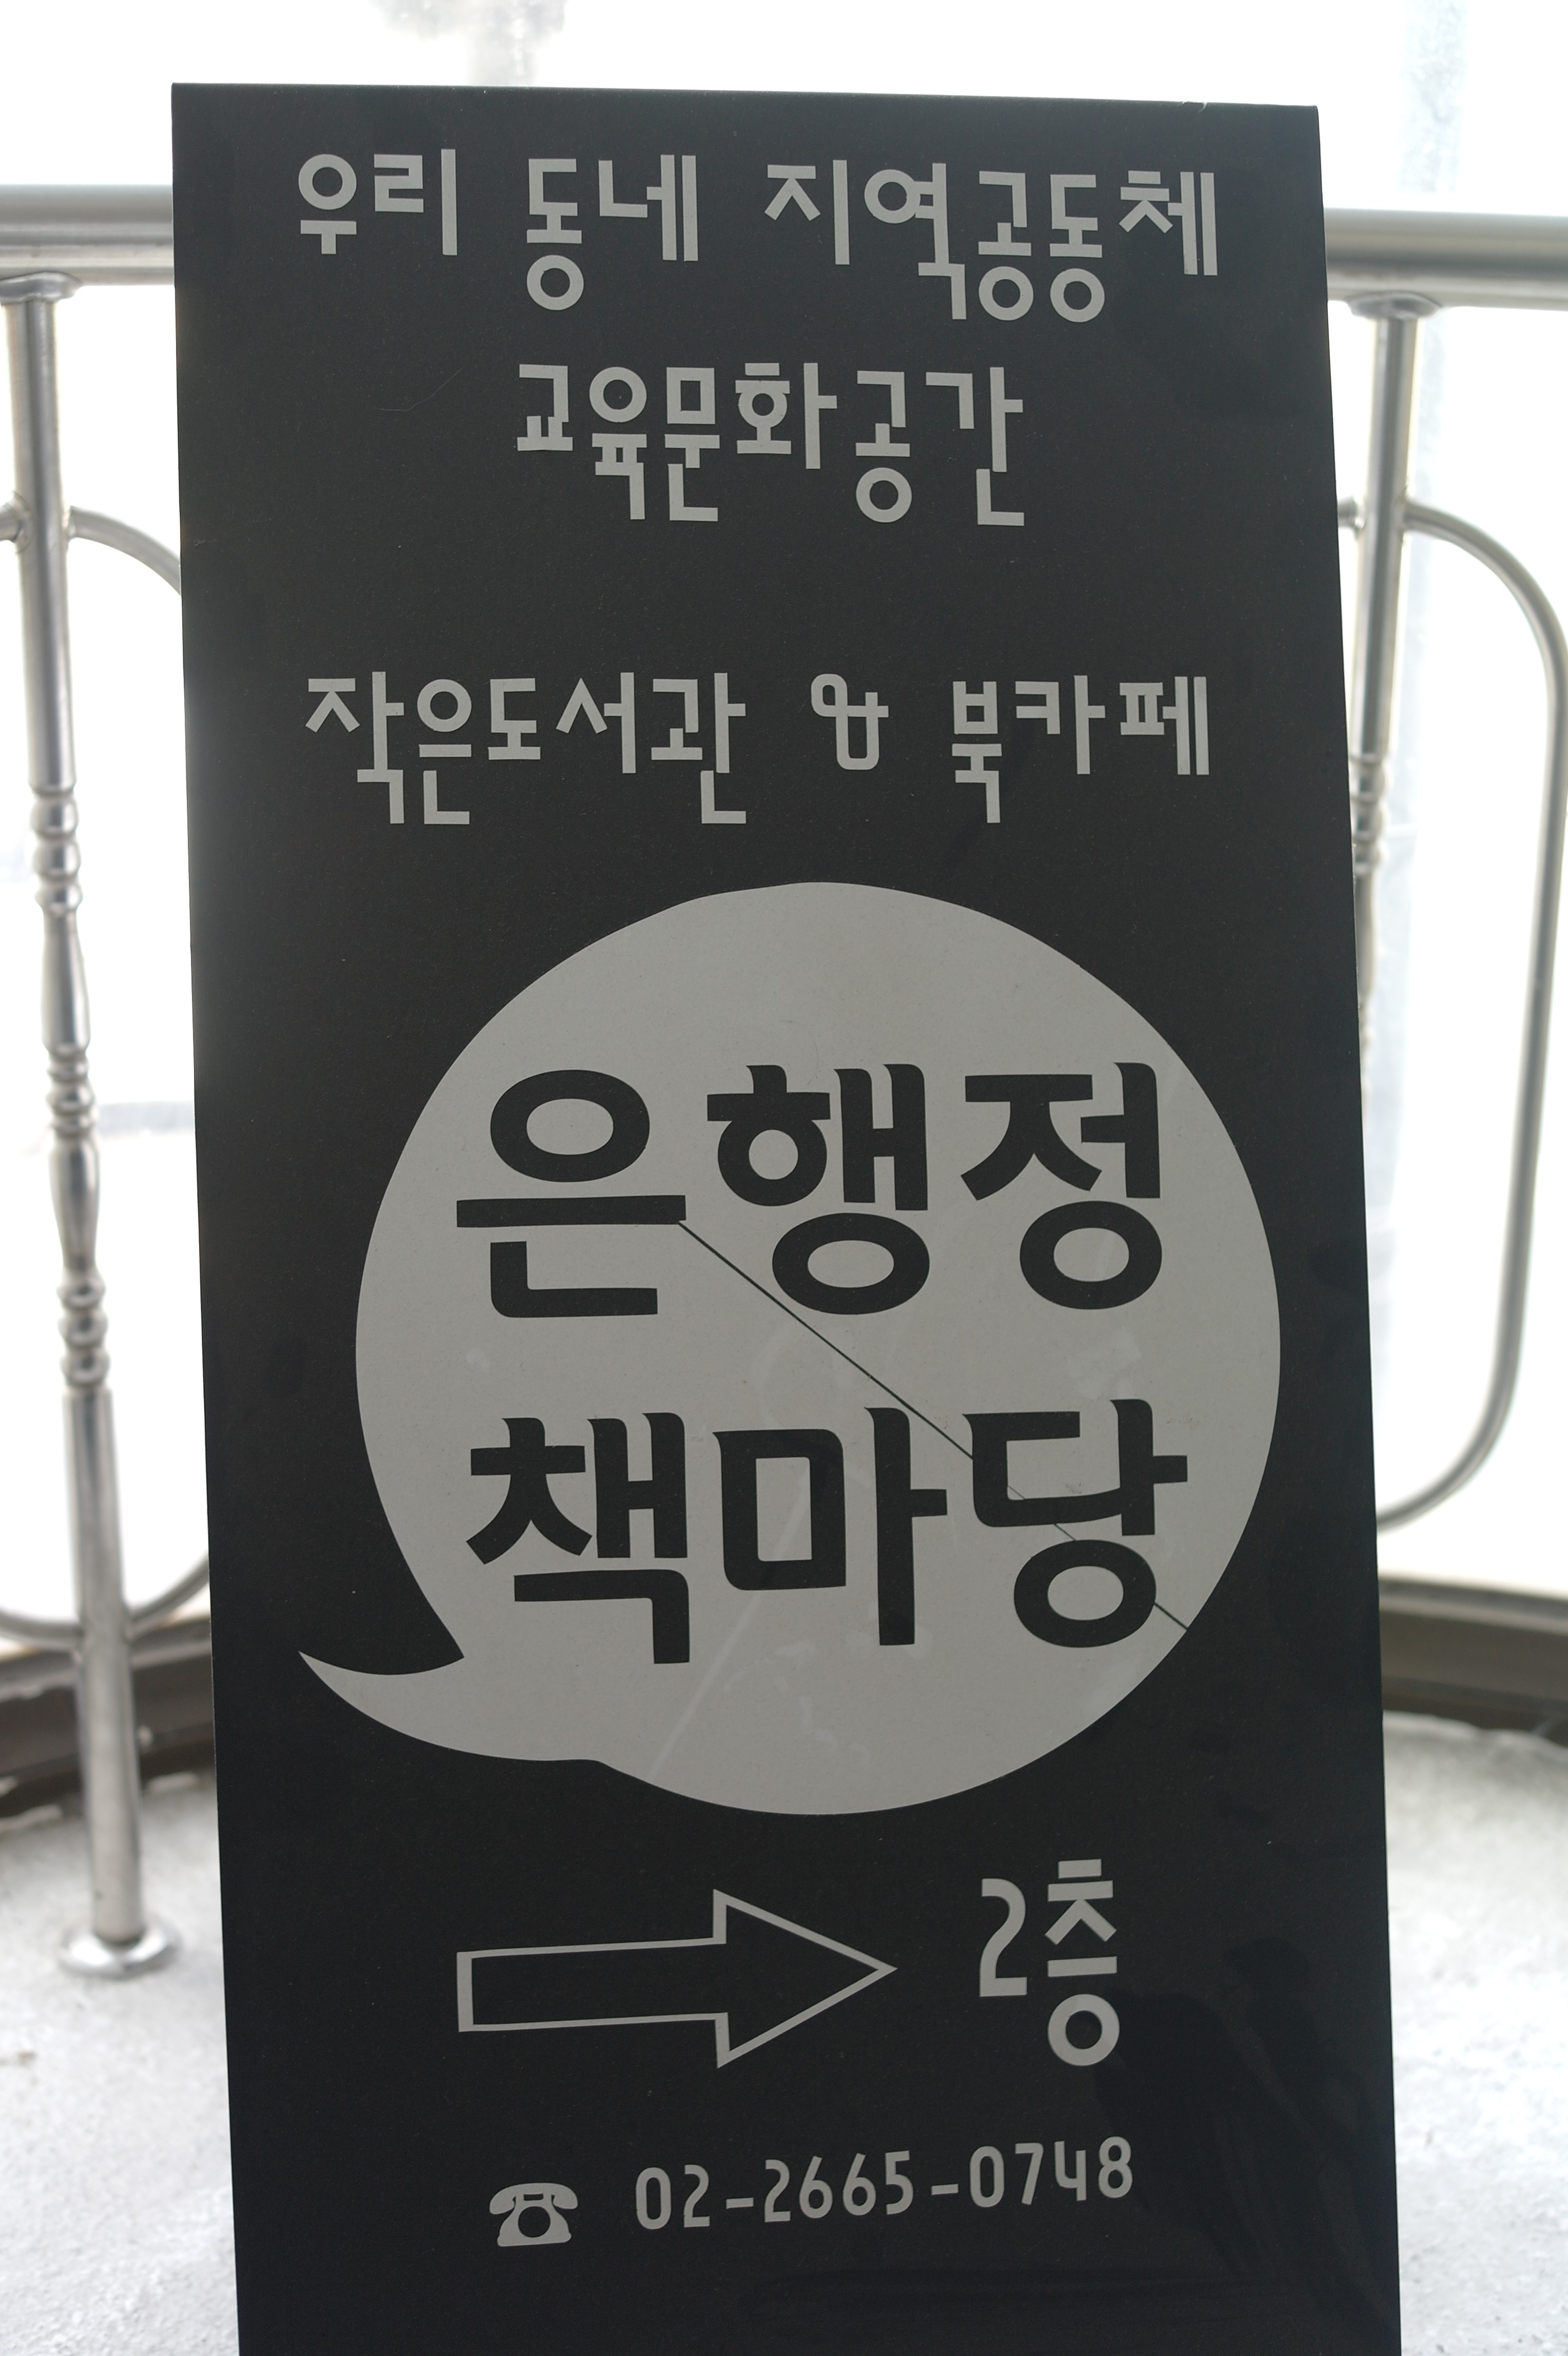 우리 동네 지역공동체
교육문화공간
작은도서관 & 북카페
은행정
책마당
2층
02-2665-0748